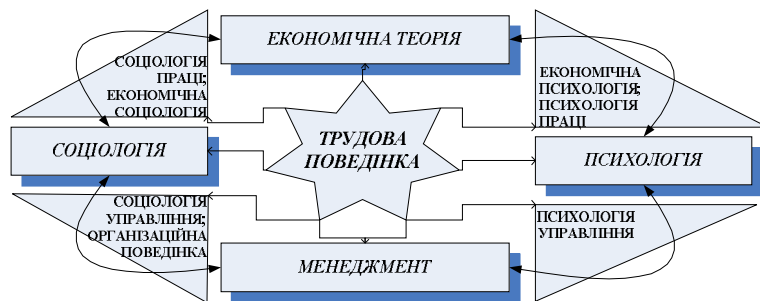 ЕКОНОМІЧНА ТЕОРІЯ
СОЦІОЛОГІЯ
ПРАЦІ;
ЕКОНОМІЧНА
СОЦІОЛОГІЯ
ЕКОНОМІЧНА
ПСИХОЛОГІЯ;
ПСИХОЛОГІЯ
ПРАЦІ
СОЦІОЛОГІЯ
ТРУДОВА
ПОВЕДІНКА
ПСИХОЛОГІЯ
СОЦІОЛОГІЯ
УПРАВЛІННЯ;
ОРГАНІЗАЦІЙНА
ПОВЕДІНКА
ПСИХОЛОГІЯ
УПРАВЛІННЯ
МЕНЕДЖМЕНТ